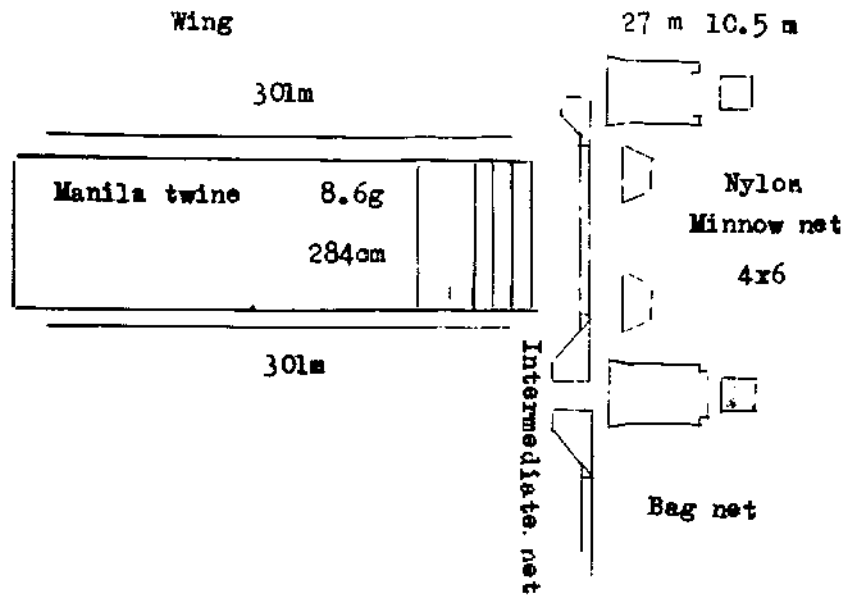 Wing
27 m 10.5 m
301m
Manila twine 8.6g
284cm
Nylon
Minnow net
4x6
301m
Intermediate net
Bag net